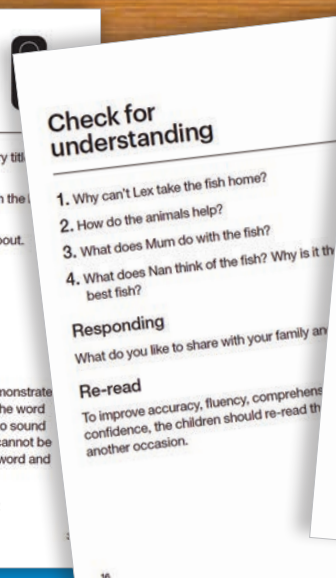 y titl
n the
out.
monstrate
he word
o sound
cannot be
word and
Check for
understanding
1. Why can't Lex take the fish home?
2. How do the animals help?
3. What does Mum do with the fish?
4. What does Nan think of the fish? Why is it th
best fish?
Responding
What do you like to share with your family an
Re-read
To improve accuracy, fluency, comprehens
confidence, the children should re-read th
another occasion.
16